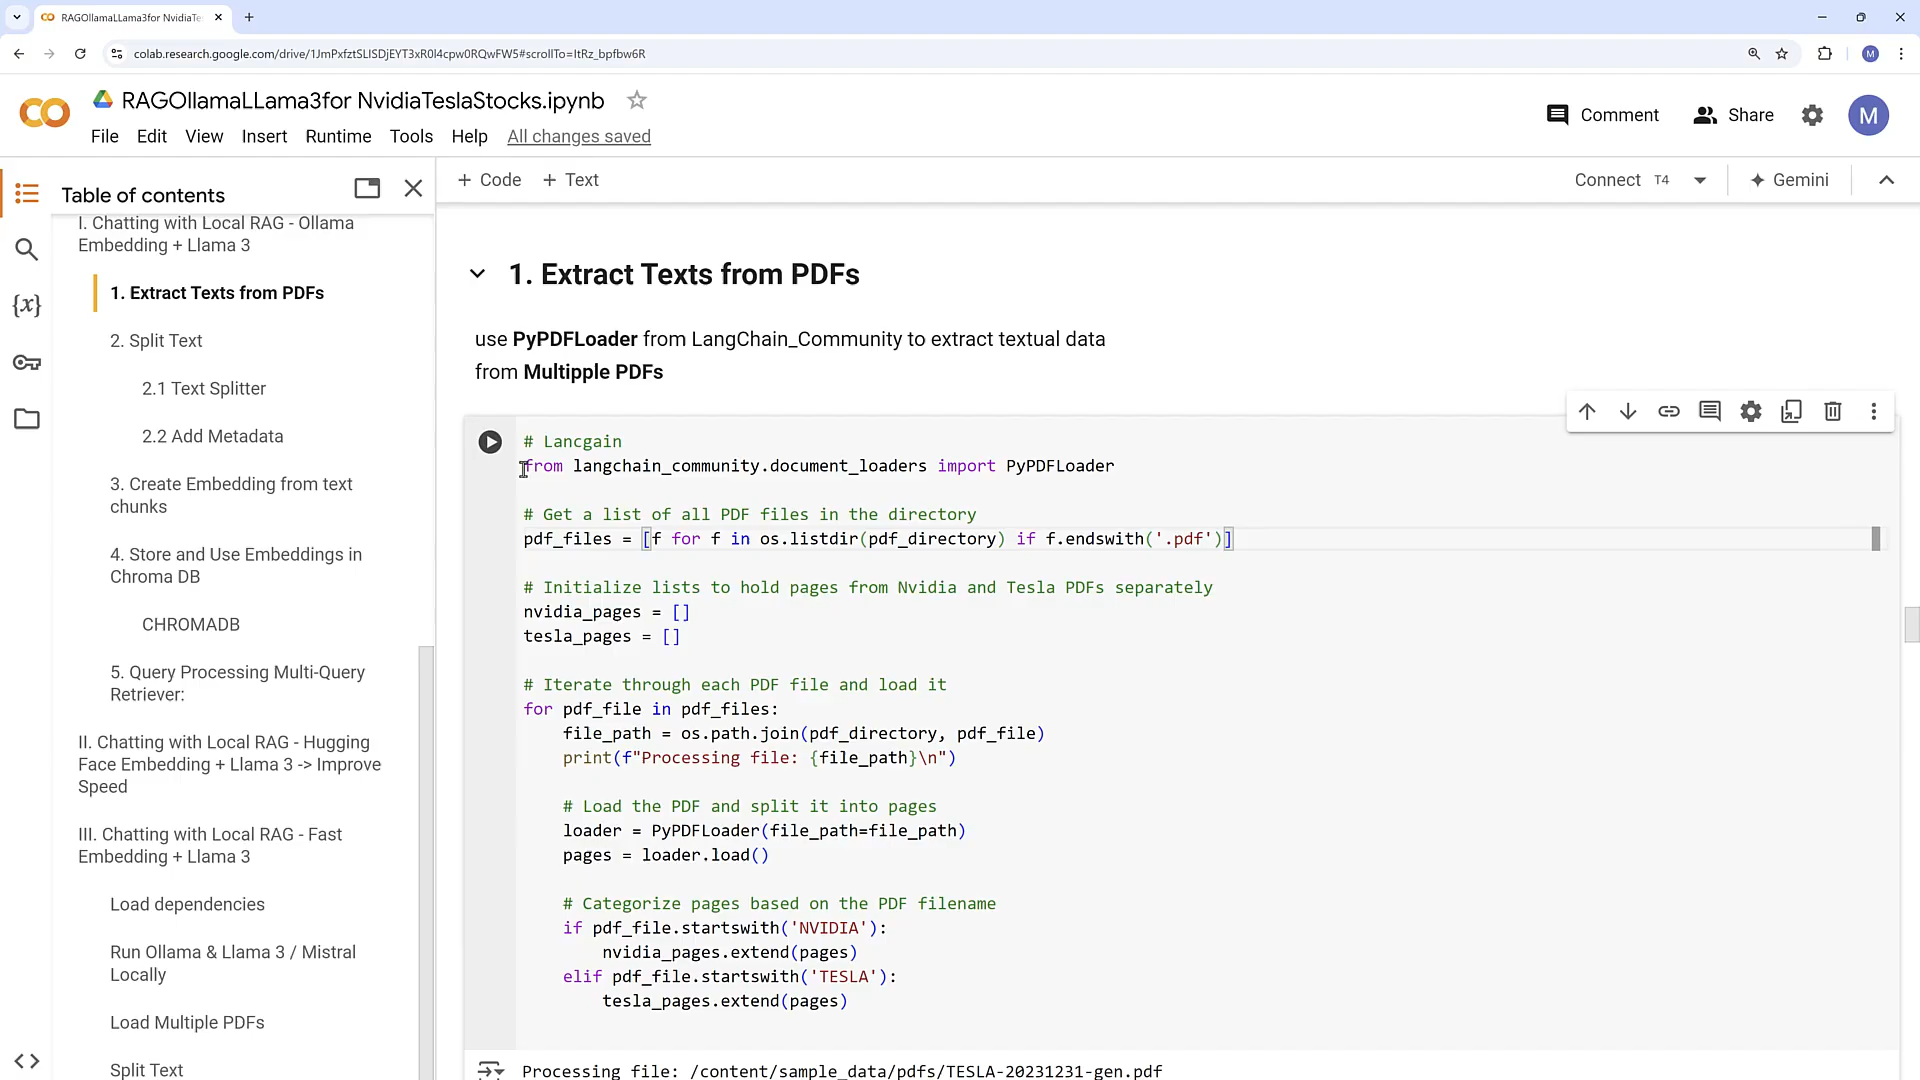 RAGOllamaLLama3for NvidiaTes
colab.research.google.com/drive/1JmPxfztSLlSDjEYT3xR0l4cpw0RQwFW5#scrollTo=ItRz_bpfbw6R
M
RAGOllamaLLama3for NvidiaTeslaStocks.ipynb
File Edit View Insert Runtime Tools Help All changes saved
Comment Share M
Table of contents
+ Code + Text
Connect T4 Gemini
I. Chatting with Local RAG - Ollama
Embedding + Llama 3
1. Extract Texts from PDFs
2. Split Text
2.1 Text Splitter
2.2 Add Metadata
3. Create Embedding from text
chunks
4. Store and Use Embeddings in
Chroma DB
CHROMADB
5. Query Processing Multi-Query
Retriever:
II. Chatting with Local RAG - Hugging
Face Embedding + Llama 3 -> Improve
Speed
III. Chatting with Local RAG - Fast
Embedding + Llama 3
Load dependencies
Run Ollama & Llama 3 / Mistral
Locally
Load Multiple PDFs
Split Text
1. Extract Texts from PDFs
use PyPDFLoader from LangChain_Community to extract textual data
from Multipple PDFs
# Lancgain
from langchain_community.document_loaders import PyPDFLoader
# Get a list of all PDF files in the directory
pdf_files = [f for f in os.listdir(pdf_directory) if f.endswith('.pdf')]
# Initialize lists to hold pages from Nvidia and Tesla PDFs separately
nvidia_pages = []
tesla_pages = []
# Iterate through each PDF file and load it
for pdf_file in pdf_files:
file_path = os.path.join(pdf_directory, pdf_file)
print(f"Processing file: {file_path}\n")
# Load the PDF and split it into pages
loader = PyPDFLoader(file_path=file_path)
pages = loader.load()
# Categorize pages based on the PDF filename
if pdf_file.startswith('NVIDIA'):
nvidia_pages.extend(pages)
elif pdf_file.startswith('TESLA'):
tesla_pages.extend(pages)
Processing file: /content/sample_data/pdfs/TESLA-20231231-gen.pdf